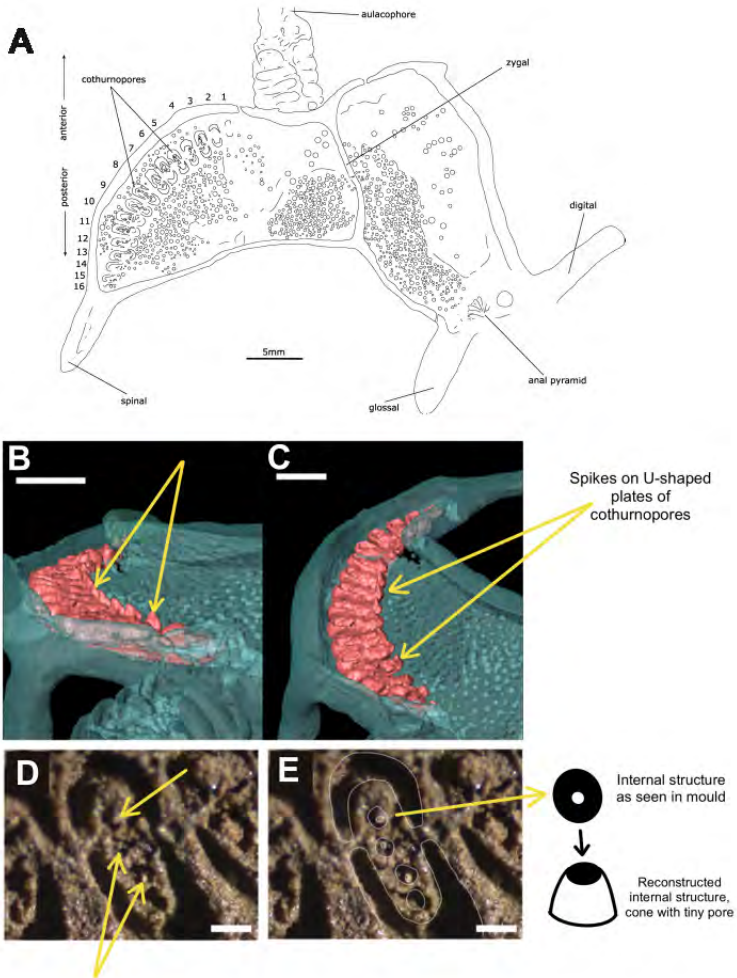 A
aulacophore
zygal
cothurnopores
anterior
posterior
1
2
3
4
5
6
7
8
9
10
11
12
13
14
15
16
digital
5mm
anal pyramid
spinal
glossal
B
C
Spikes on U-shaped
plates of
cothurnopores
D
E
Internal structure
as seen in mould
Reconstructed
internal structure,
cone with tiny pore